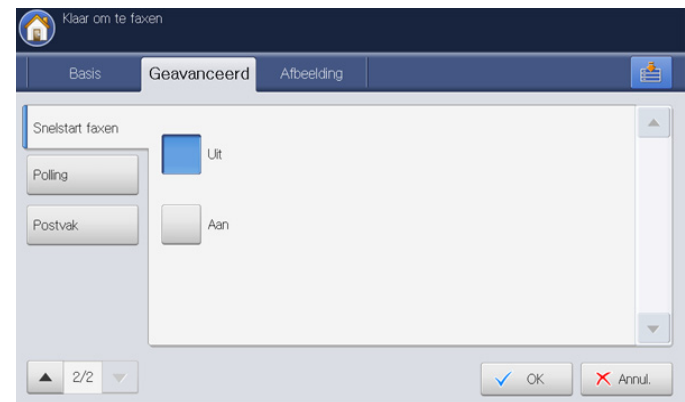 Klaar om te faxen
Basis
Geavanceerd
Afbeelding
Snelstart faxen
Uit
Polling
Postvak
Aan
2/2
OK
Annul.